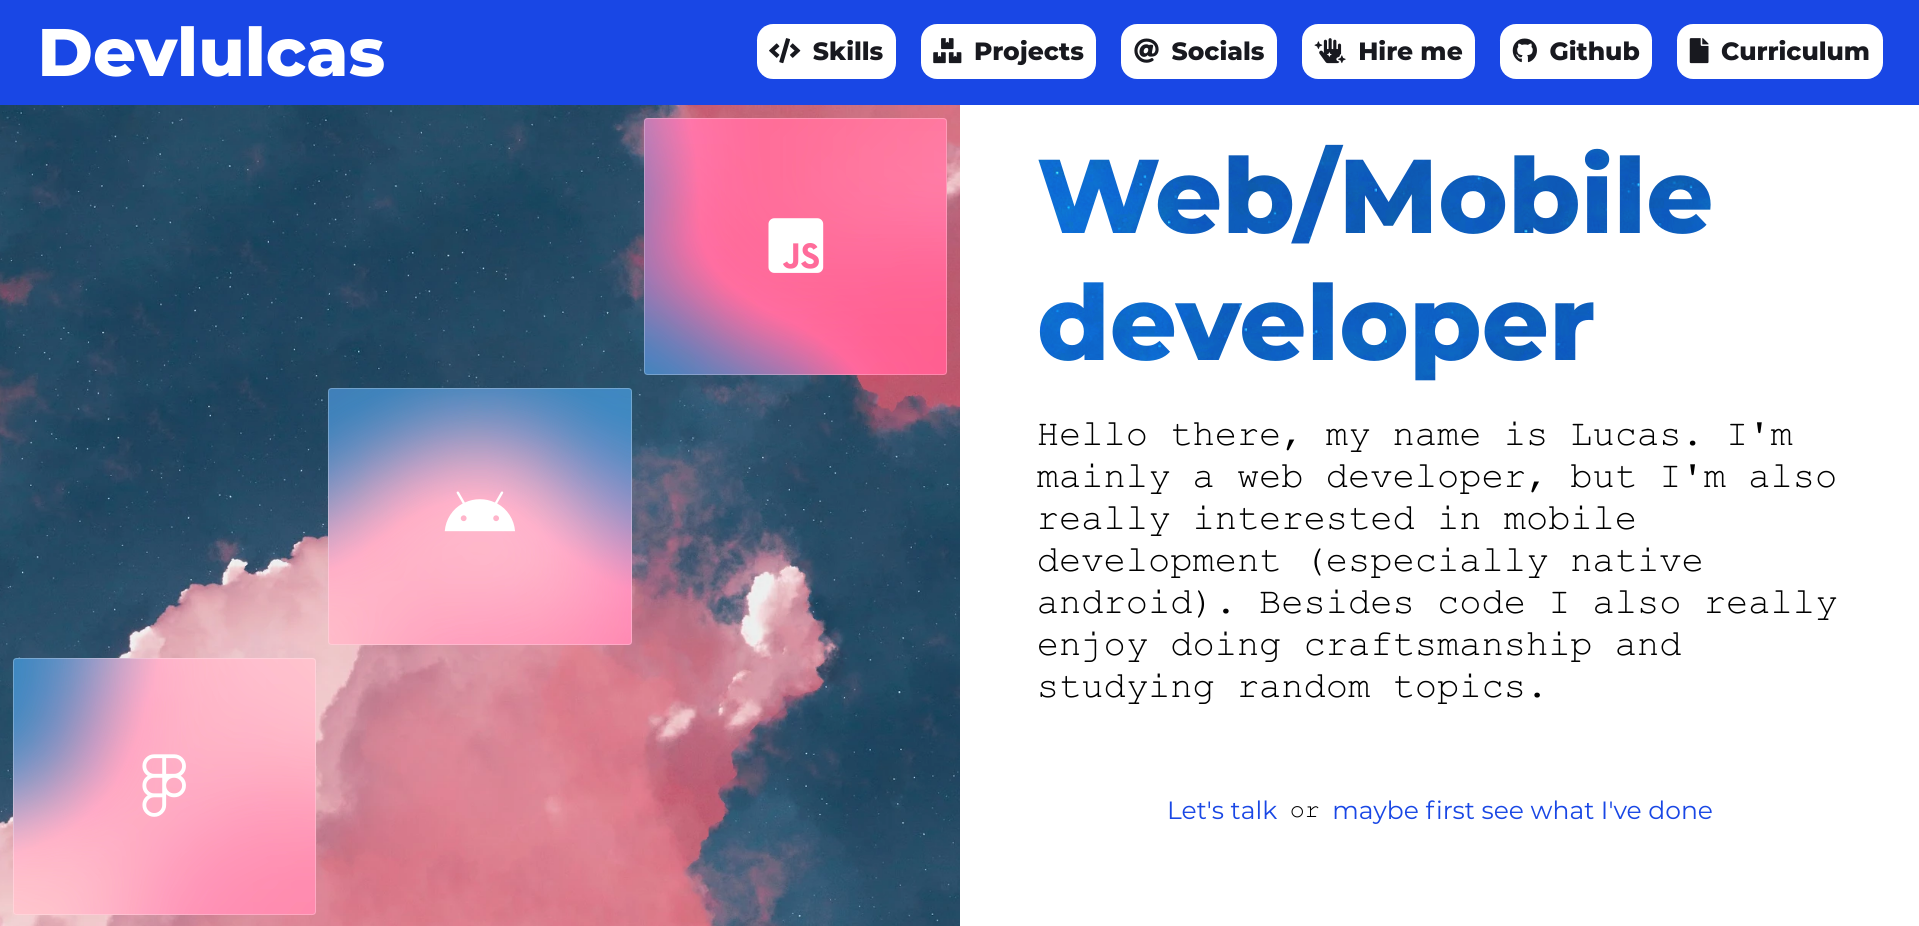 Devlulcas
Skills
Projects
Socials
Hire me
Github
Curriculum
JS
Web/Mobile
developer
Hello there, my name is Lucas. I'm
mainly a web developer, but I'm also
really interested in mobile
development (especially native
android). Besides code I also really
enjoy doing craftsmanship and
studying random topics.
Let's talk or maybe first see what I've done